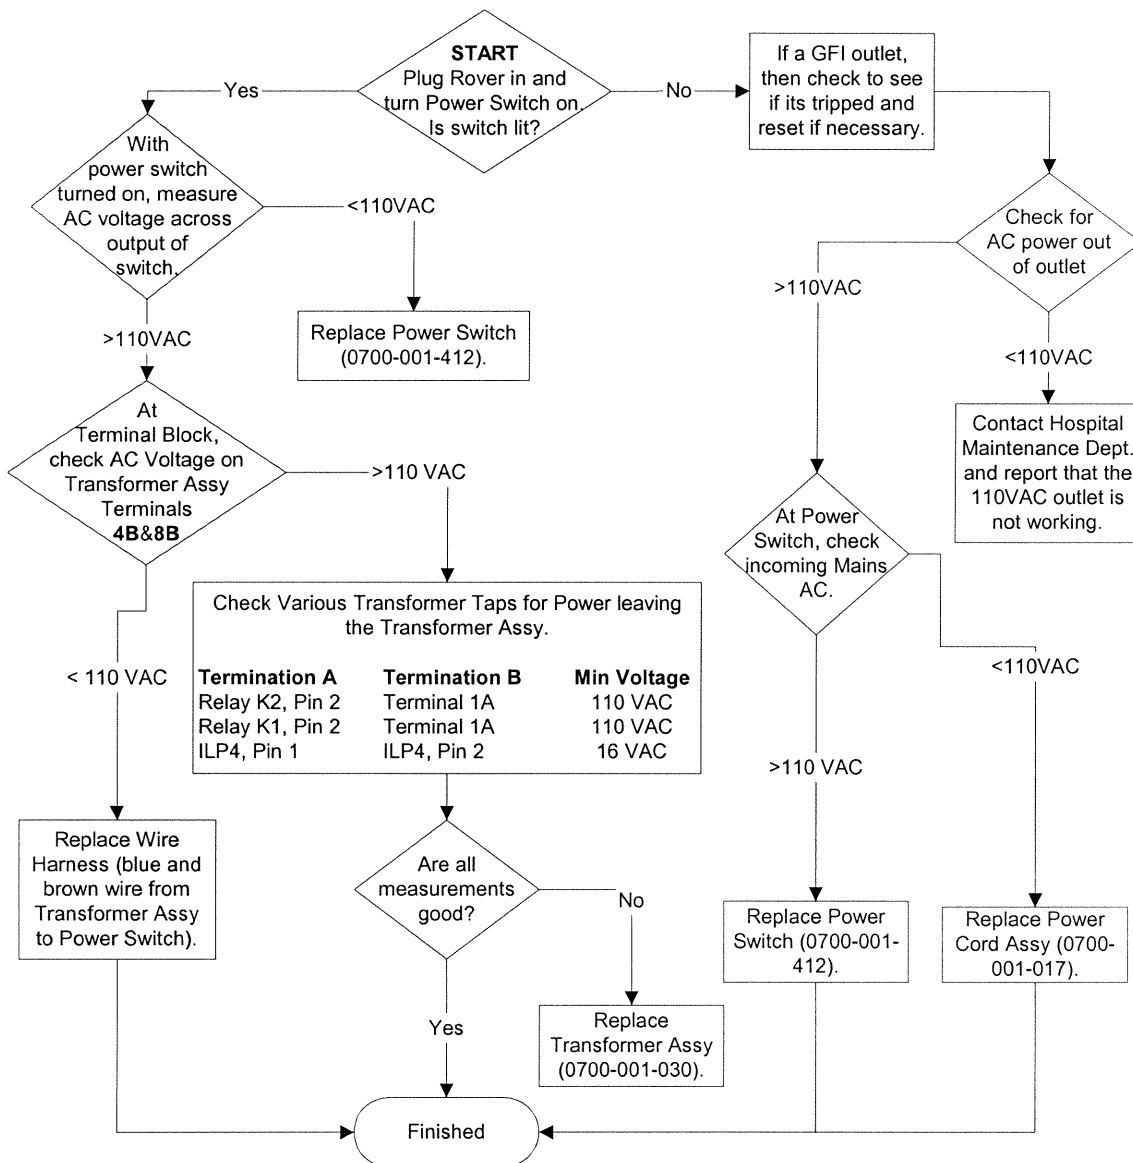 START
Plug Rover in and
turn Power Switch on.
Is switch lit?
Yes
No
If a GFI outlet,
then check to see
if its tripped and
reset if necessary.
With
power switch
turned on, measure
AC voltage across
output of
switch.
<110VAC
Check for
AC power out
of outlet
>110VAC
Replace Power Switch
(0700-001-412).
>110VAC
<110VAC
At
Terminal Block,
check AC Voltage on
Transformer Assy
Terminals
4B&8B
>110 VAC
Contact Hospital
Maintenance Dept.
and report that the
110VAC outlet is
not working.
At Power
Switch, check
incoming Mains
AC.
Check Various Transformer Taps for Power leaving
the Transformer Assy.
Termination A Termination B Min Voltage
Relay K2, Pin 2 Terminal 1A 110 VAC
Relay K1, Pin 2 Terminal 1A 110 VAC
ILP4, Pin 1 ILP4, Pin 2 16 VAC
< 110 VAC
<110VAC
>110 VAC
Replace Wire
Harness (blue and
brown wire from
Transformer Assy
to Power Switch).
Are all
measurements
good?
No
Replace Power
Switch (0700-001-
412).
Replace Power
Cord Assy (0700-
001-017).
Yes
Replace
Transformer Assy
(0700-001-030).
Finished